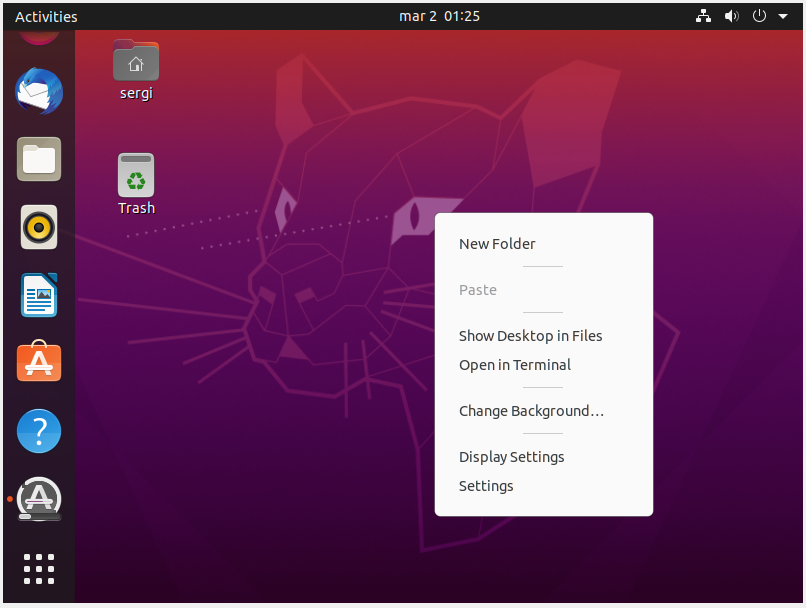 Activities
mar 2 01:25
sergi
Trash
New Folder
Paste
Show Desktop in Files
Open in Terminal
Change Background…
Display Settings
Settings